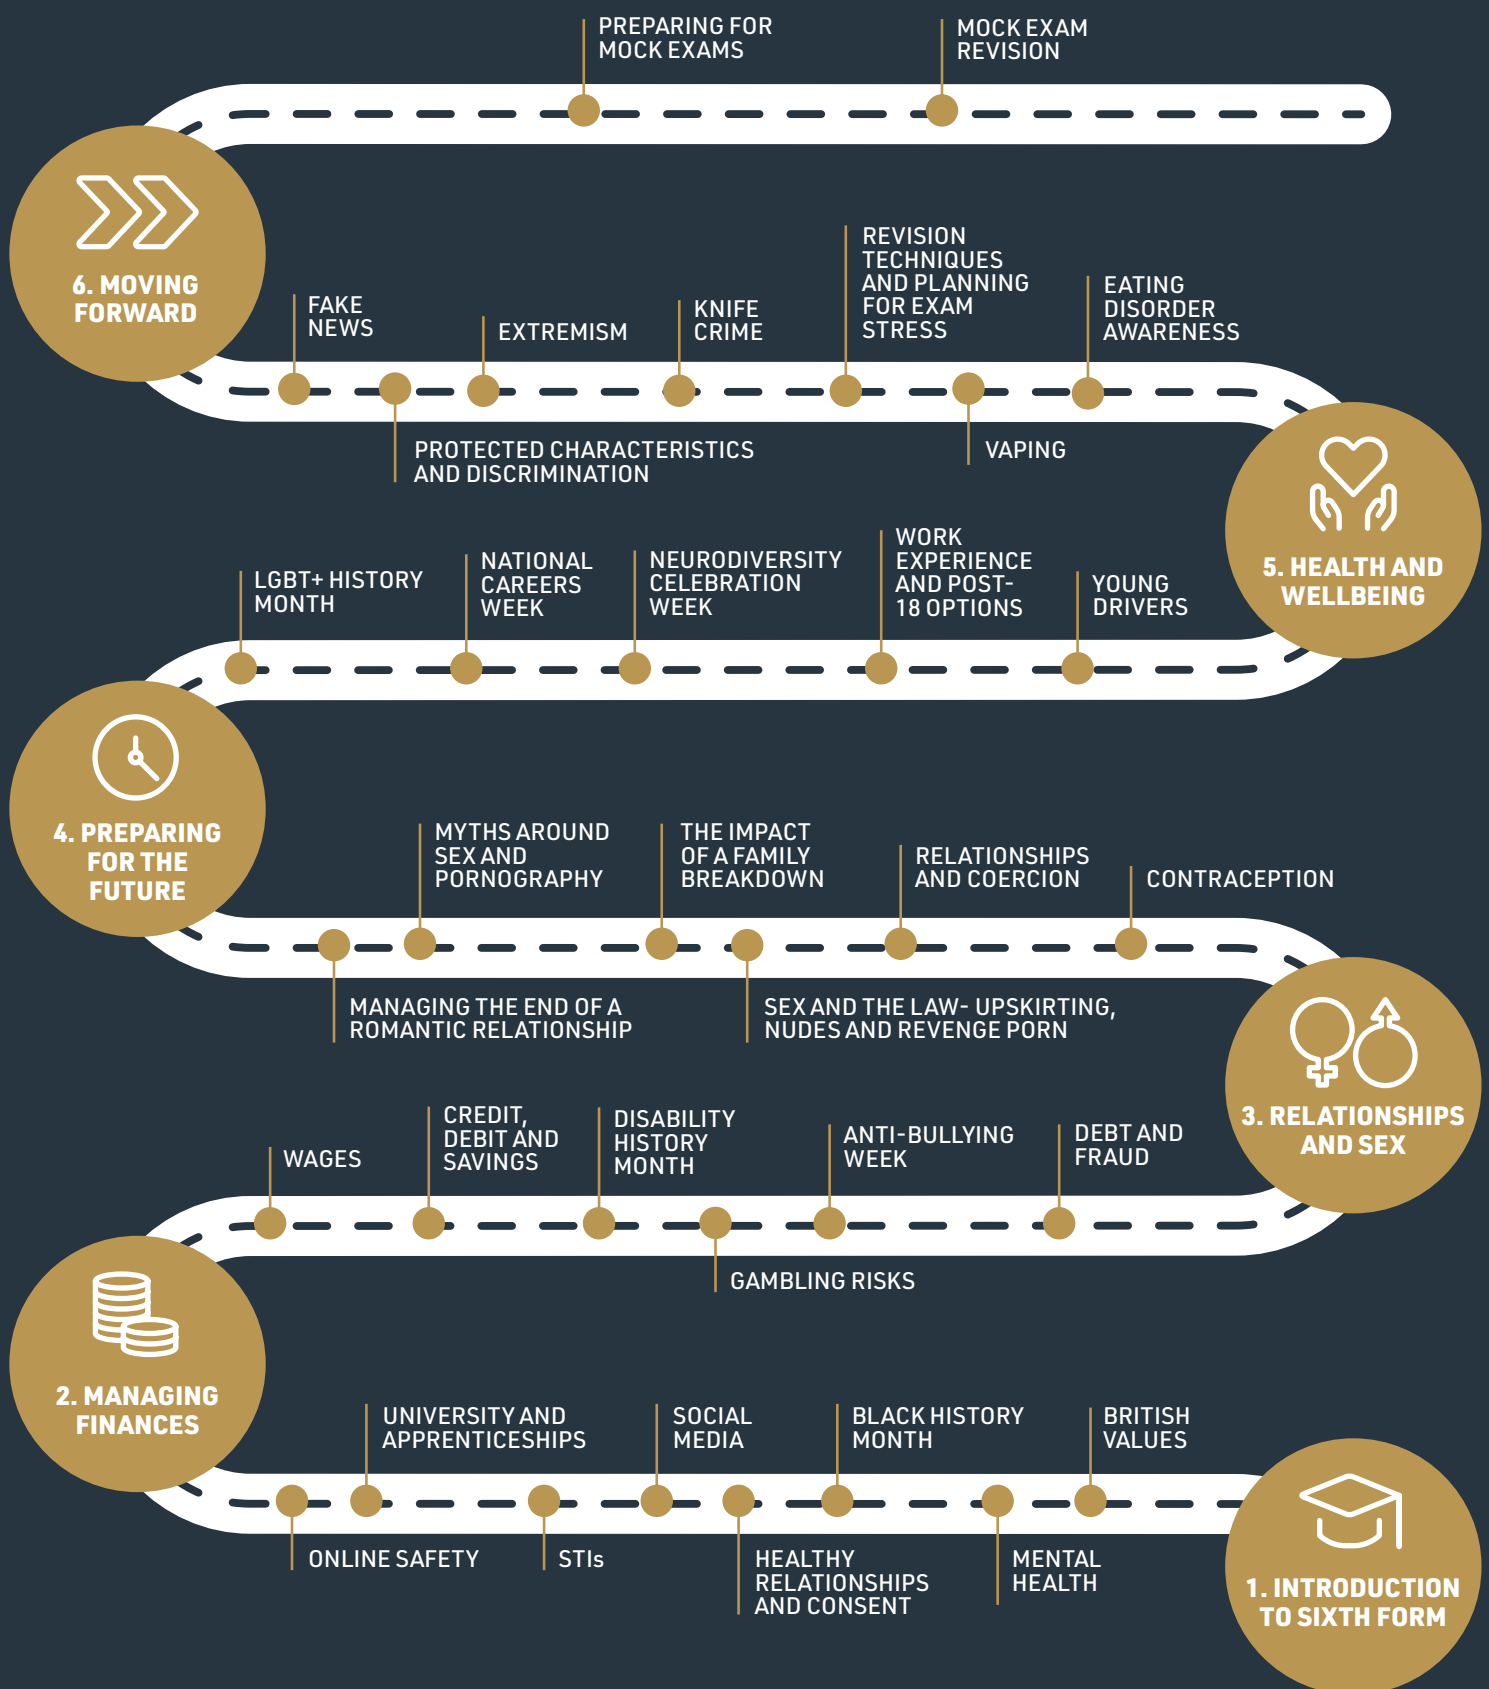 PREPARING FOR
MOCK EXAMS
MOCK EXAM
REVISION
6. MOVING
FORWARD
FAKE
NEWS
EXTREMISM
KNIFE
CRIME
REVISION
TECHNIQUES
AND PLANNING
FOR EXAM
STRESS
EATING
DISORDER
AWARENESS
PROTECTED CHARACTERISTICS
AND DISCRIMINATION
VAPING
5. HEALTH AND
WELLBEING
LGBT+ HISTORY
MONTH
NATIONAL
CAREERS
WEEK
NEURODIVERSITY
CELEBRATION
WEEK
WORK
EXPERIENCE
AND POST-
18 OPTIONS
YOUNG
DRIVERS
4. PREPARING
FOR THE
FUTURE
MYTHS AROUND
SEX AND
PORNOGRAPHY
THE IMPACT
OF A FAMILY
BREAKDOWN
RELATIONSHIPS
AND COERCION
CONTRACEPTION
MANAGING THE END OF A
ROMANTIC RELATIONSHIP
SEX AND THE LAW- UPSKIRTING,
NUDES AND REVENGE PORN
3. RELATIONSHIPS
AND SEX
WAGES
CREDIT,
DEBIT AND
SAVINGS
DISABILITY
HISTORY
MONTH
ANTI-BULLYING
WEEK
DEBT AND
FRAUD
GAMBLING RISKS
2. MANAGING
FINANCES
UNIVERSITY AND
APPRENTICESHIPS
SOCIAL
MEDIA
BLACK HISTORY
MONTH
BRITISH
VALUES
ONLINE SAFETY
STIs
HEALTHY
RELATIONSHIPS
AND CONSENT
MENTAL
HEALTH
1. INTRODUCTION
TO SIXTH FORM